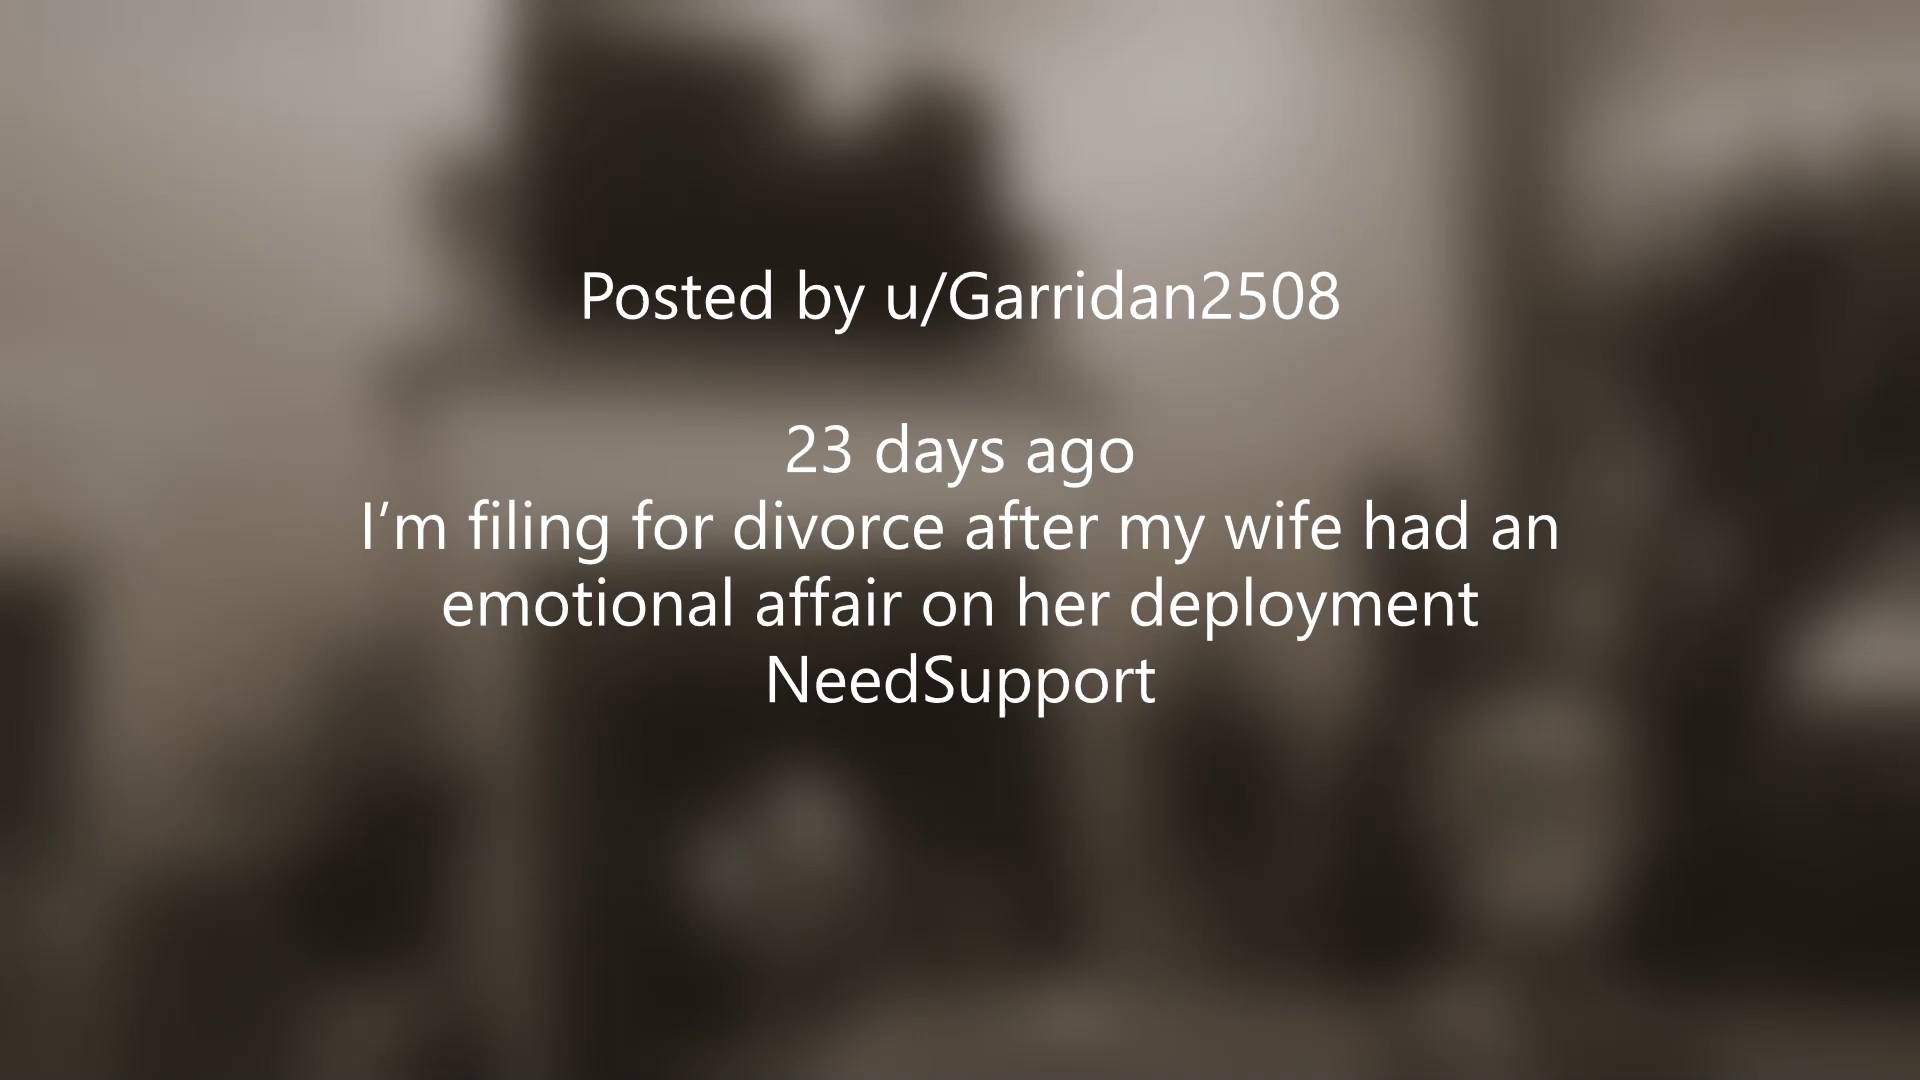 Posted by u/Garridan2508
23 days ago
I’m filing for divorce after my wife had an
emotional affair on her deployment
NeedSupport